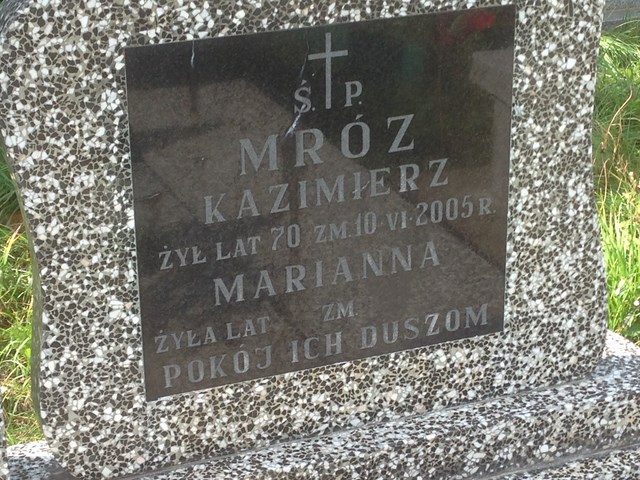 Ś. P.
MRÓZ
KAZIMIERZ
ŻYŁ LAT 70 ZM. 10·VI·2005 R.
MARIANNA
ŻYŁA LAT ZM.
POKÓJ ICH DUSZOM